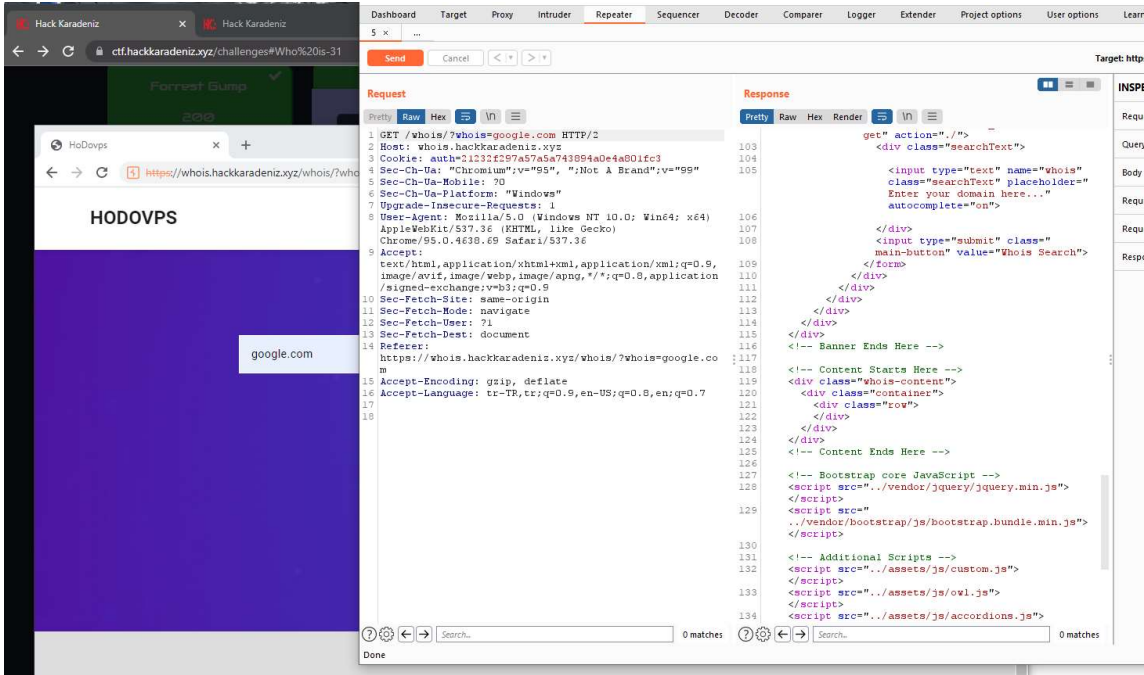 Hack Karadeniz
Hack Karadeniz
ctf.hackkaradeniz.xyz/challenges#Who%20is-31
Forrest Gump
200
HoDovps
https://whois.hackkaradeniz.xyz/whois/?who
HODOVPS
google.com
Dashboard Target Proxy Intruder Repeater Sequencer Decoder Comparer Logger Extender Project options User options Learn
5 × ...
Send Cancel < >
Target: http
Request
Pretty Raw Hex \n
1 GET /whois/?whois=google.com HTTP/2
2 Host: whois.hackkaradeniz.xyz
3 Cookie: auth=21232f297a57a5a743894a0e4a801fc3
4 Sec-Ch-Ua: "Chromium";v="95", ";Not A Brand";v="99"
5 Sec-Ch-Ua-Mobile: ?0
6 Sec-Ch-Ua-Platform: "Windows"
7 Upgrade-Insecure-Requests: 1
8 User-Agent: Mozilla/5.0 (Windows NT 10.0; Win64; x64)
AppleWebKit/537.36 (KHTML, like Gecko)
Chrome/95.0.4638.69 Safari/537.36
9 Accept:
text/html,application/xhtml+xml,application/xml;q=0.9,
image/avif,image/webp,image/apng,*/*;q=0.8,application
/signed-exchange;v=b3;q=0.9
10 Sec-Fetch-Site: same-origin
11 Sec-Fetch-Mode: navigate
12 Sec-Fetch-User: ?1
13 Sec-Fetch-Dest: document
14 Referer:
https://whois.hackkaradeniz.xyz/whois/?whois=google.co
m
15 Accept-Encoding: gzip, deflate
16 Accept-Language: tr-TR,tr;q=0.9,en-US;q=0.8,en;q=0.7
17
18
Search... 0 matches
Done
Response
Pretty Raw Hex Render \n
get" action="./">
103 <div class="searchText">
104
105 <input type="text" name="whois"
class="searchText" placeholder="
Enter your domain here..."
autocomplete="on">
106
107 </div>
108 <input type="submit" class="
main-button" value="Whois Search">
109 </form>
110 </div>
111 </div>
112 </div>
113 </div>
114 </div>
115 </div>
116 <!-- Banner Ends Here -->
117
118 <!-- Content Starts Here -->
119 <div class="whois-content">
120 <div class="container">
121 <div class="row">
122 </div>
123 </div>
124 </div>
125 <!-- Content Ends Here -->
126
127 <!-- Bootstrap core JavaScript -->
128 <script src="../vendor/jquery/jquery.min.js">
</script>
129 <script src="
../vendor/bootstrap/js/bootstrap.bundle.min.js">
</script>
130
131 <!-- Additional Scripts -->
132 <script src="../assets/js/custom.js">
</script>
133 <script src="../assets/js/owl.js">
</script>
134 <script src="../assets/js/accordions.js">
Search... 0 matches
INSPE
Requ
Query
Body
Requ
Requ
Respo